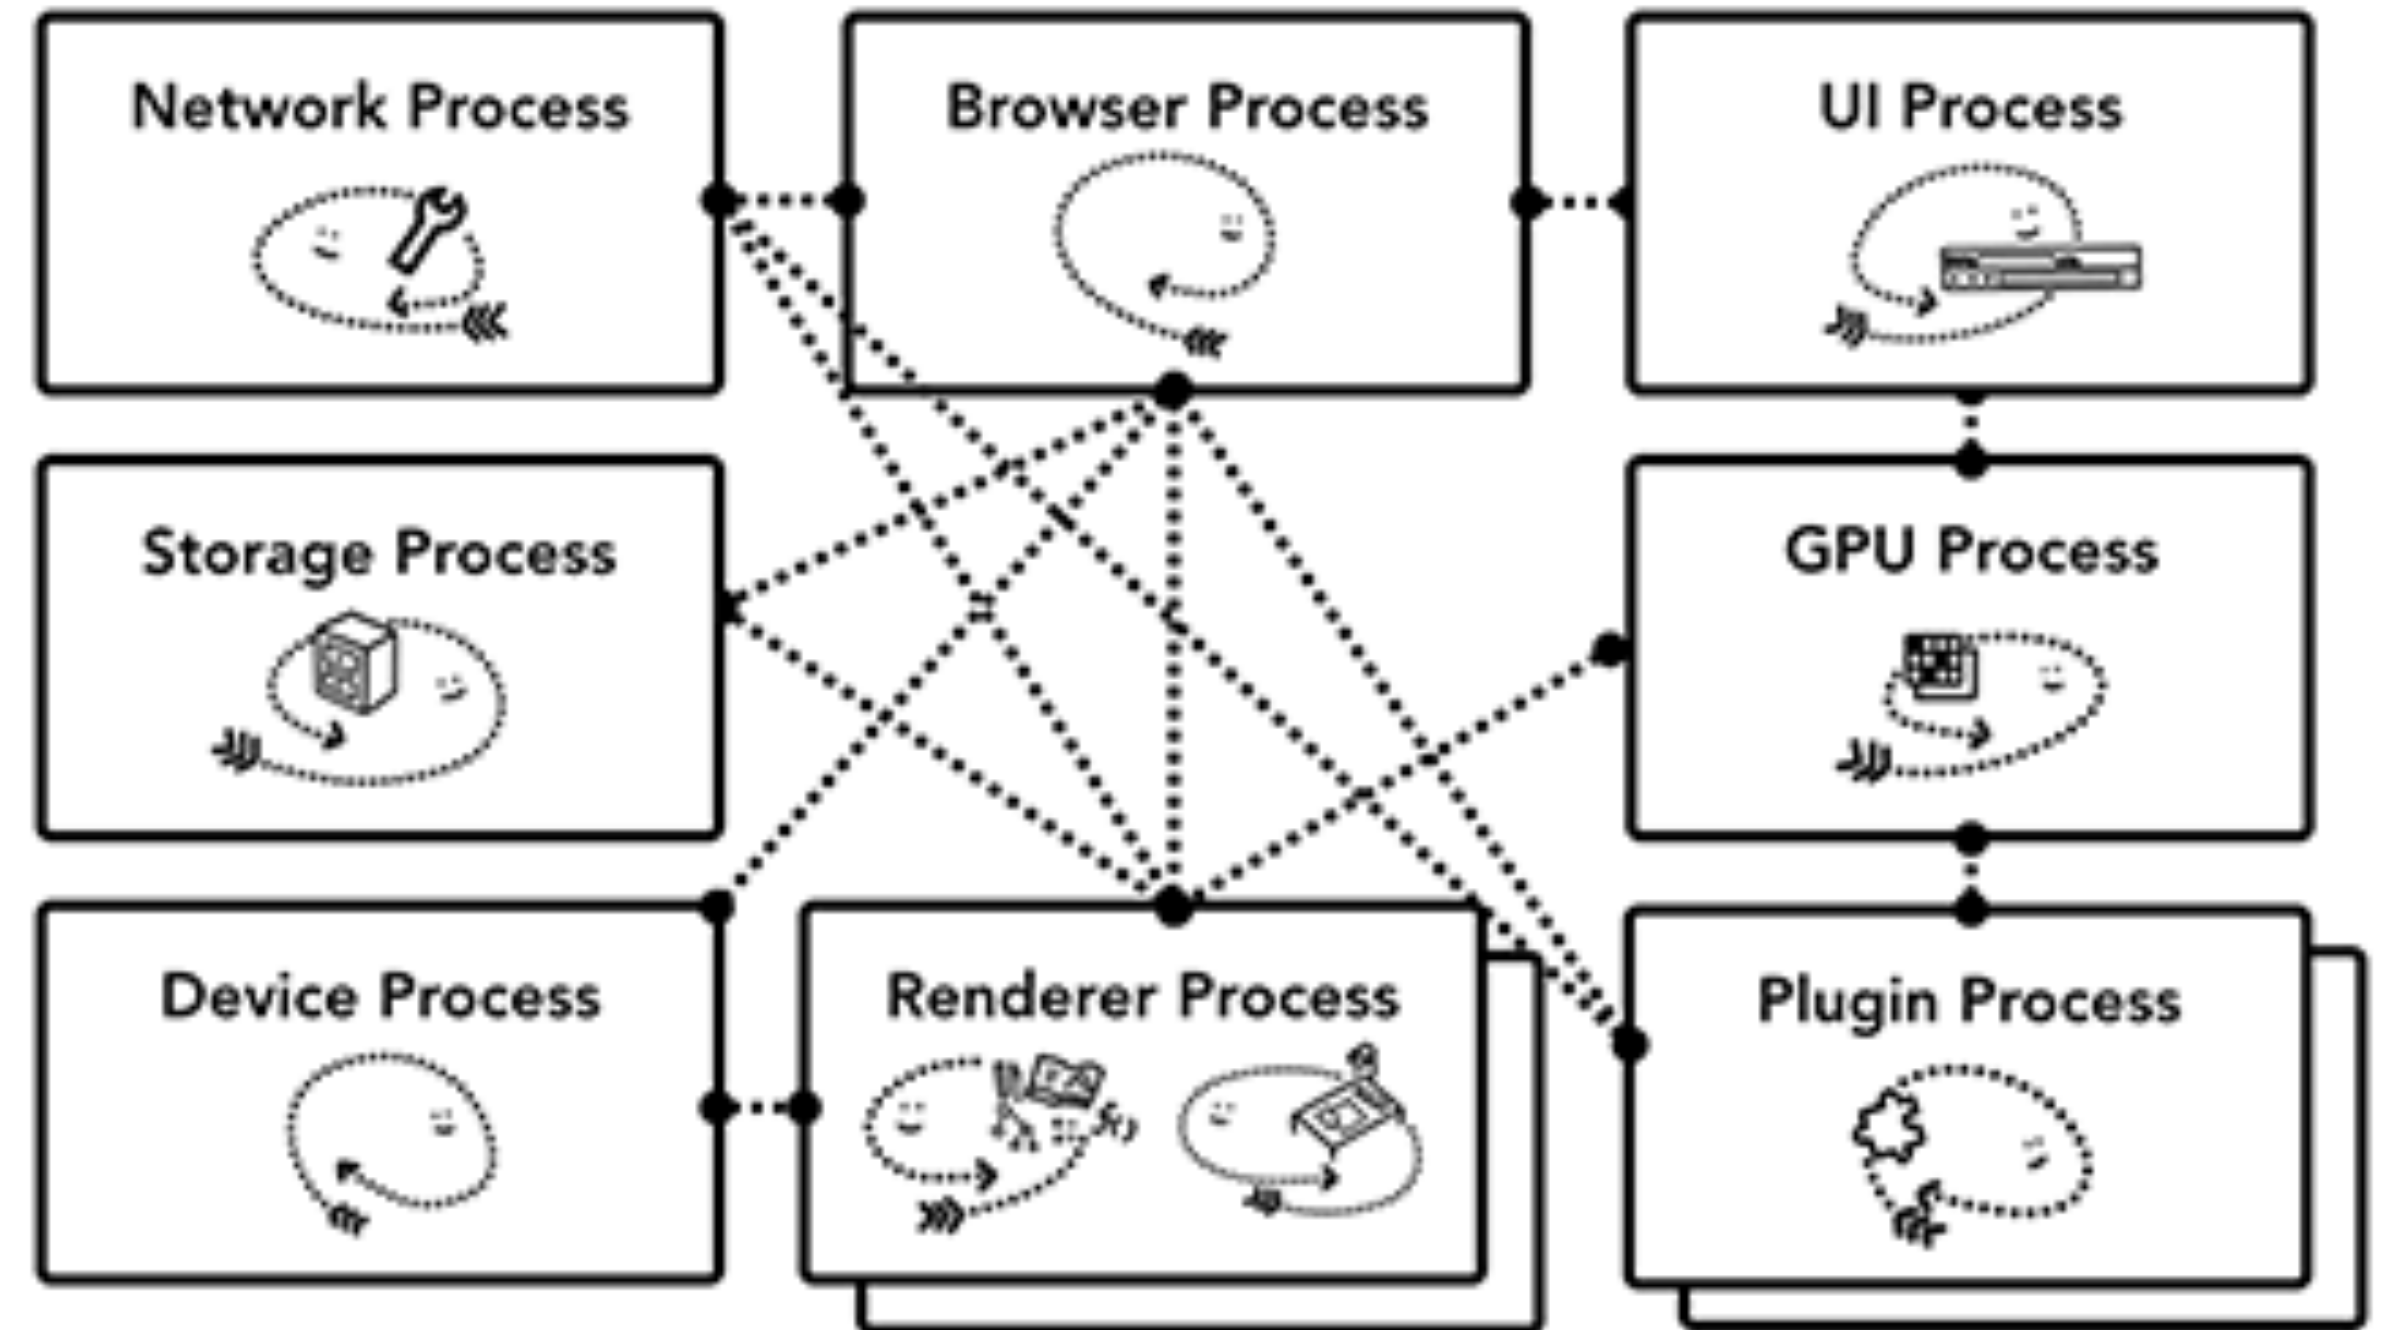 Network Process
Browser Process
UI Process
Storage Process
GPU Process
Device Process
Renderer Process
Plugin Process